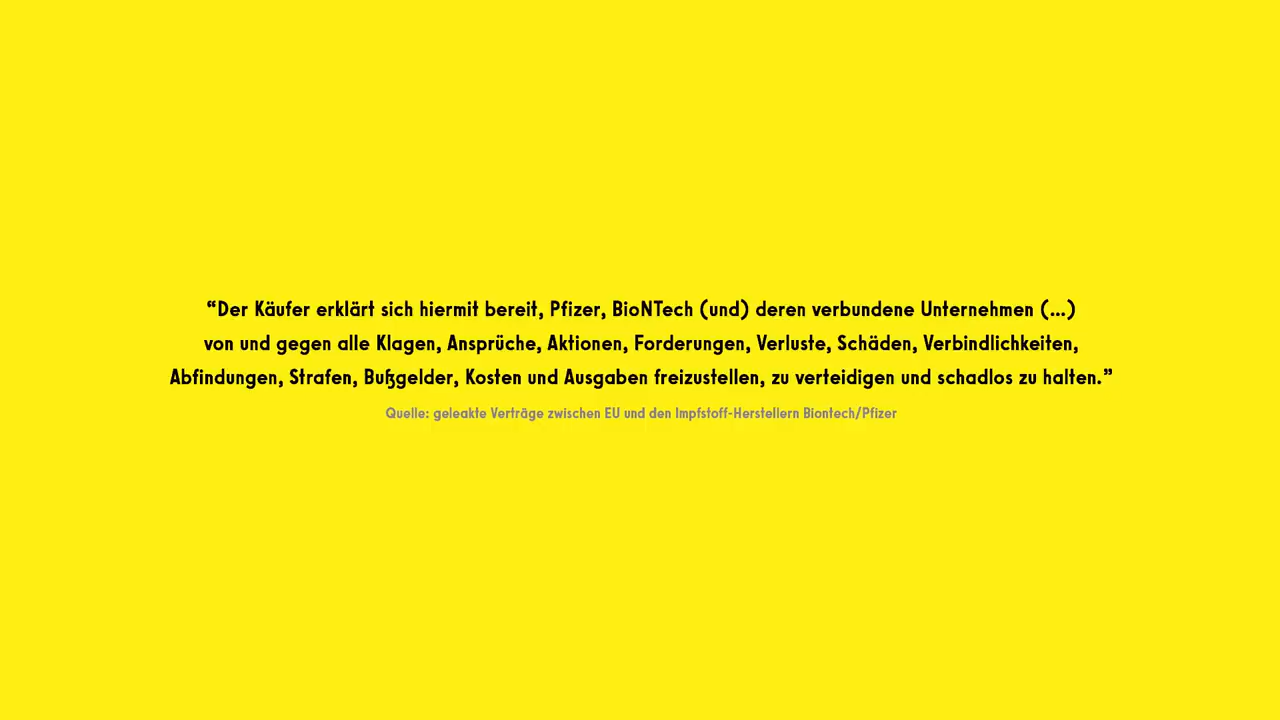 “Der Käufer erklärt sich hiermit bereit, Pfizer, BioNTech (und) deren verbundene Unternehmen (...)
von und gegen alle Klagen, Ansprüche, Aktionen, Forderungen, Verluste, Schäden, Verbindlichkeiten,
Abfindungen, Strafen, Bußgelder, Kosten und Ausgaben freizustellen, zu verteidigen und schadlos zu halten.”
Quelle: geleakte Verträge zwischen EU und den Impfstoff-Herstellern Biontech/Pfizer